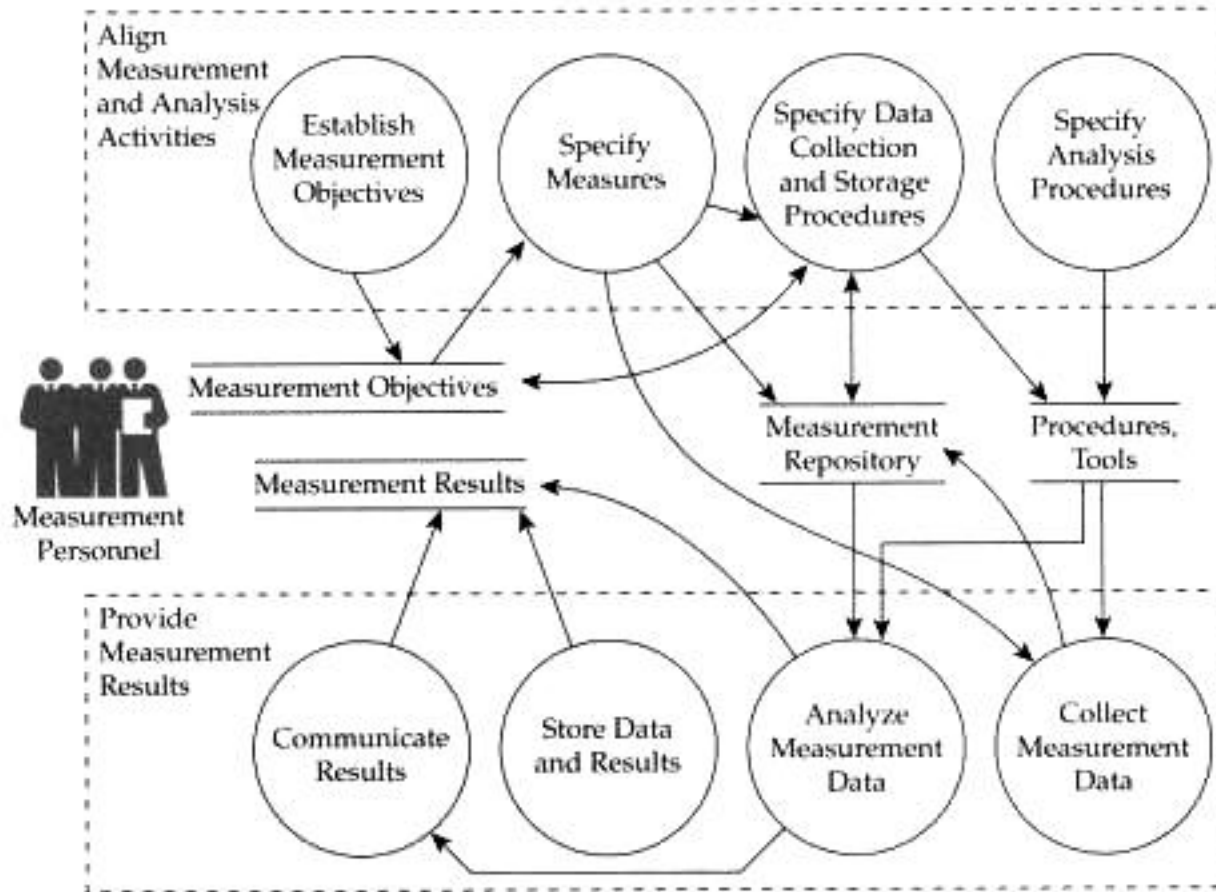 Align
Measurement
and Analysis
Activities
Establish
Measurement
Objectives
Specify
Measures
Specify Data
Collection
and Storage
Procedures
Specify
Analysis
Procedures
Measurement Objectives
Measurement Results
Measurement
Repository
Procedures,
Tools
Measurement
Personnel
Provide
Measurement
Results
Communicate
Results
Store Data
and Results
Analyze
Measurement
Data
Collect
Measurement
Data